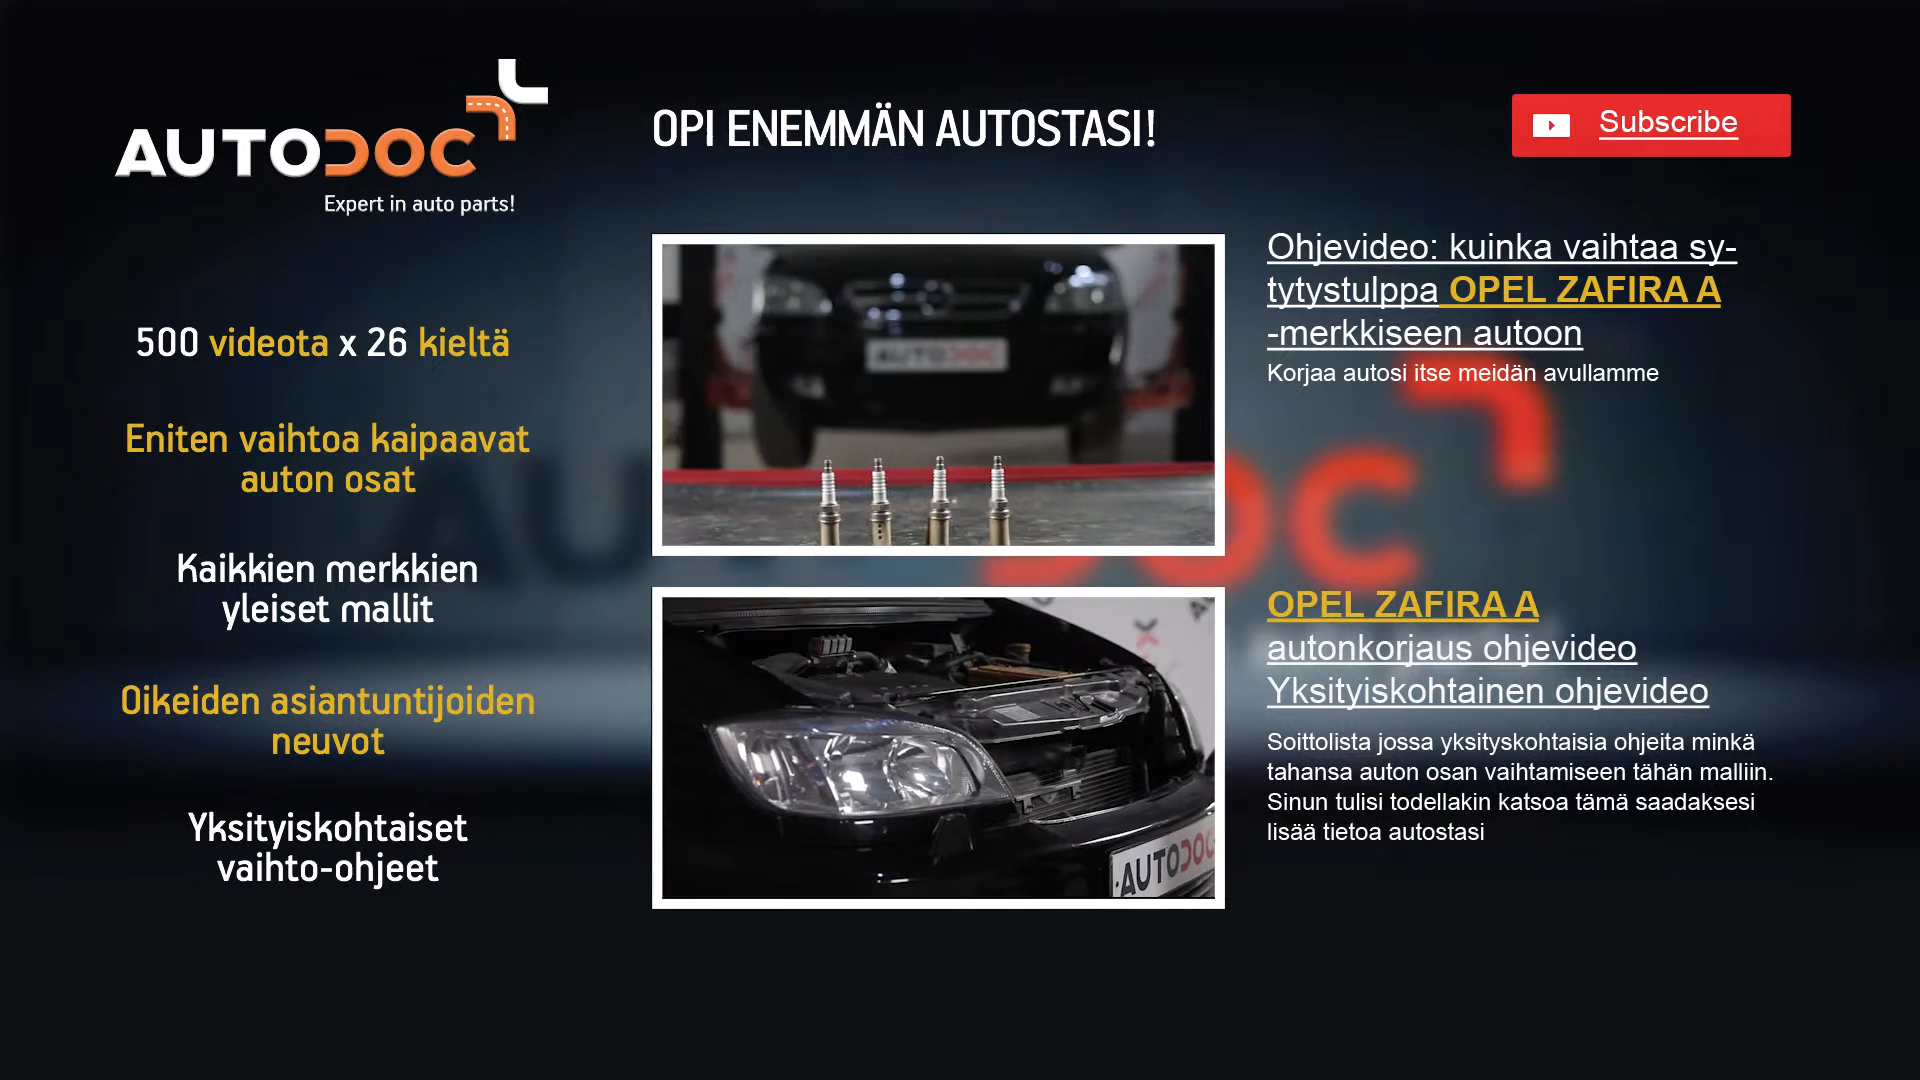 AUTODOC
Expert in auto parts!
OPI ENEMMÄN AUTOSTASI!
Subscribe
500 videota x 26 kieltä
Eniten vaihtoa kaipaavat
auton osat
Kaikkien merkkien
yleiset mallit
Oikeiden asiantuntijoiden
neuvot
Yksityiskohtaiset
vaihto-ohjeet
AUTODOC
AUTODOC
Ohjevideo: kuinka vaihtaa sy-
tytystulppa OPEL ZAFIRA A
-merkkiseen autoon
Korjaa autosi itse meidän avullamme
OPEL ZAFIRA A
autonkorjaus ohjevideo
Yksityiskohtainen ohjevideo
Soittolista jossa yksityskohtaisia ohjeita minkä
tahansa auton osan vaihtamiseen tähän malliin.
Sinun tulisi todellakin katsoa tämä saadaksesi
lisää tietoa autostasi